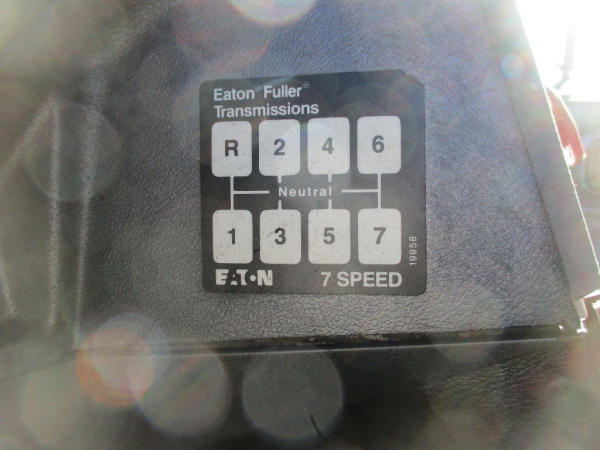 Eaton® Fuller®
Transmissions
R 2 4 6
Neutral
1 3 5 7
19958
EATON 7 SPEED